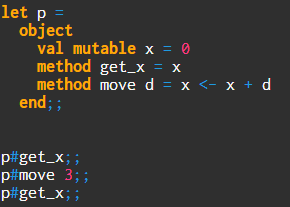 let p =
  object
    val mutable x = 0
    method get_x = x
    method move d = x <- x + d
  end;;
p#get_x;;
p#move 3;;
p#get_x;;